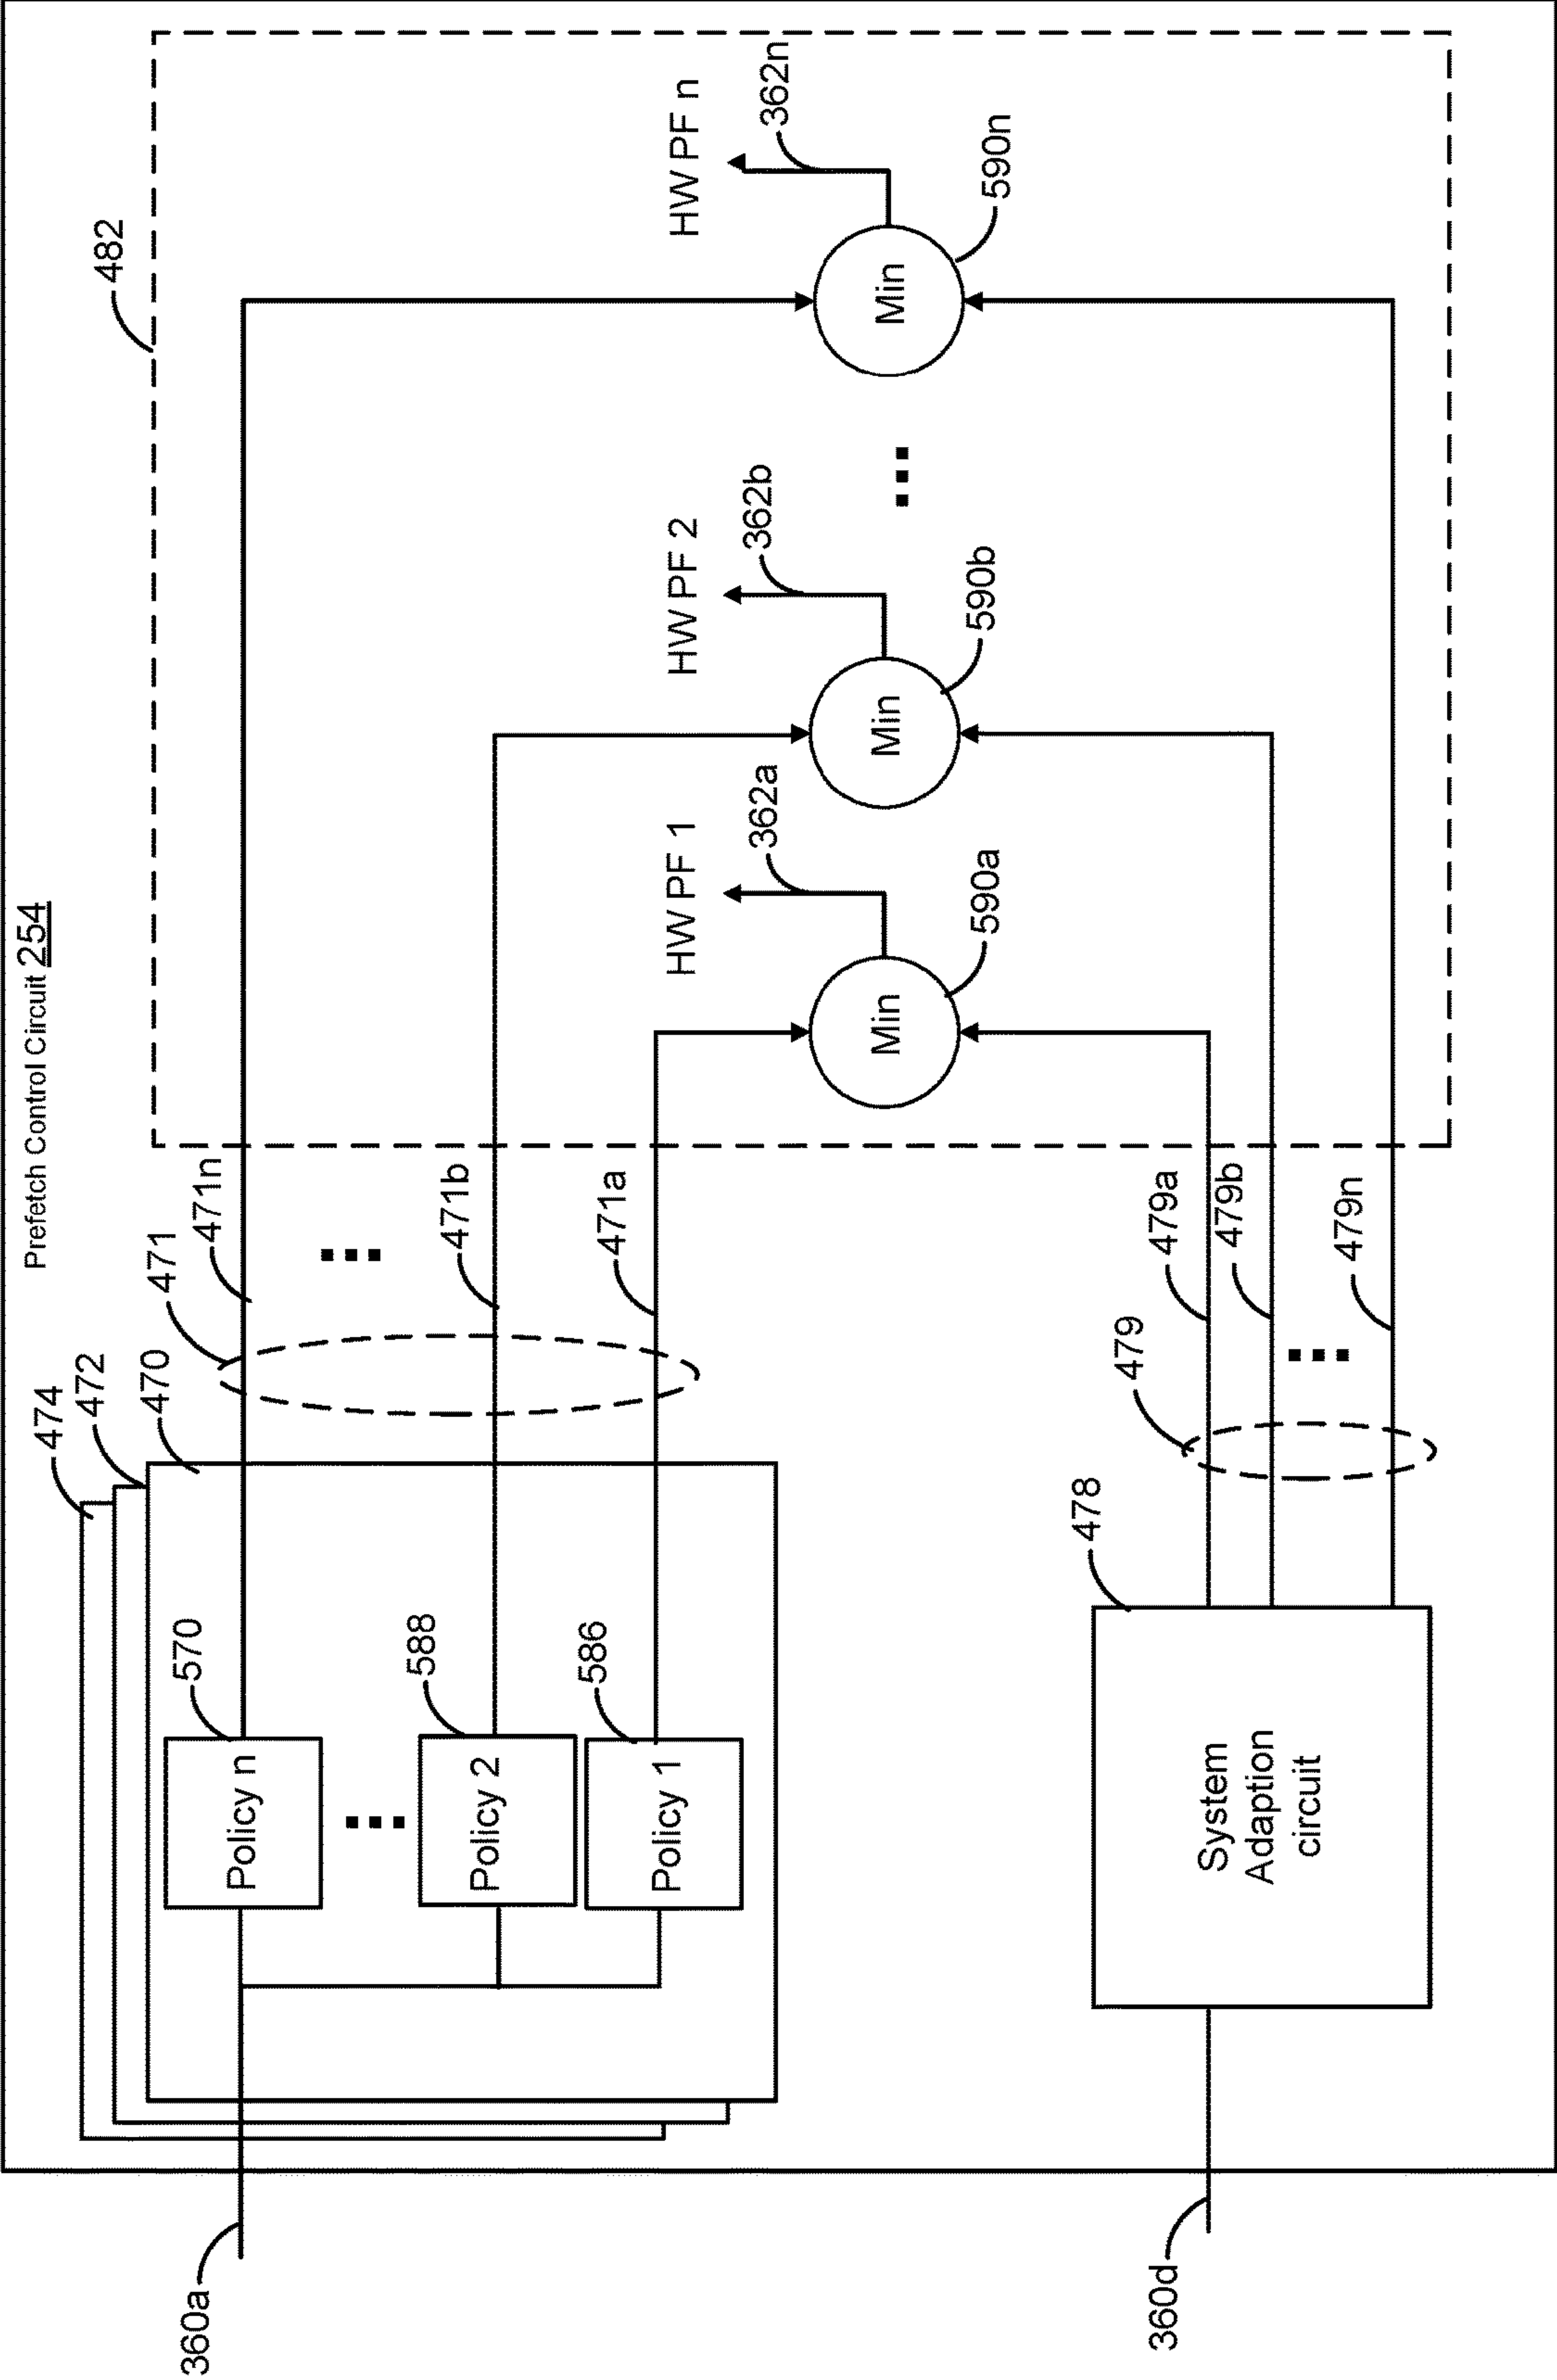 Prefetch Control Circuit 254
482
474
472
470
471
471n
471b
471a
570
Policy n
588
Policy 2
586
Policy 1
360a
HW PF 1
362a
Min
590a
HW PF 2
362b
Min
590b
HW PF n
362n
Min
590n
478
System
Adaption
circuit
479
479a
479b
479n
360d